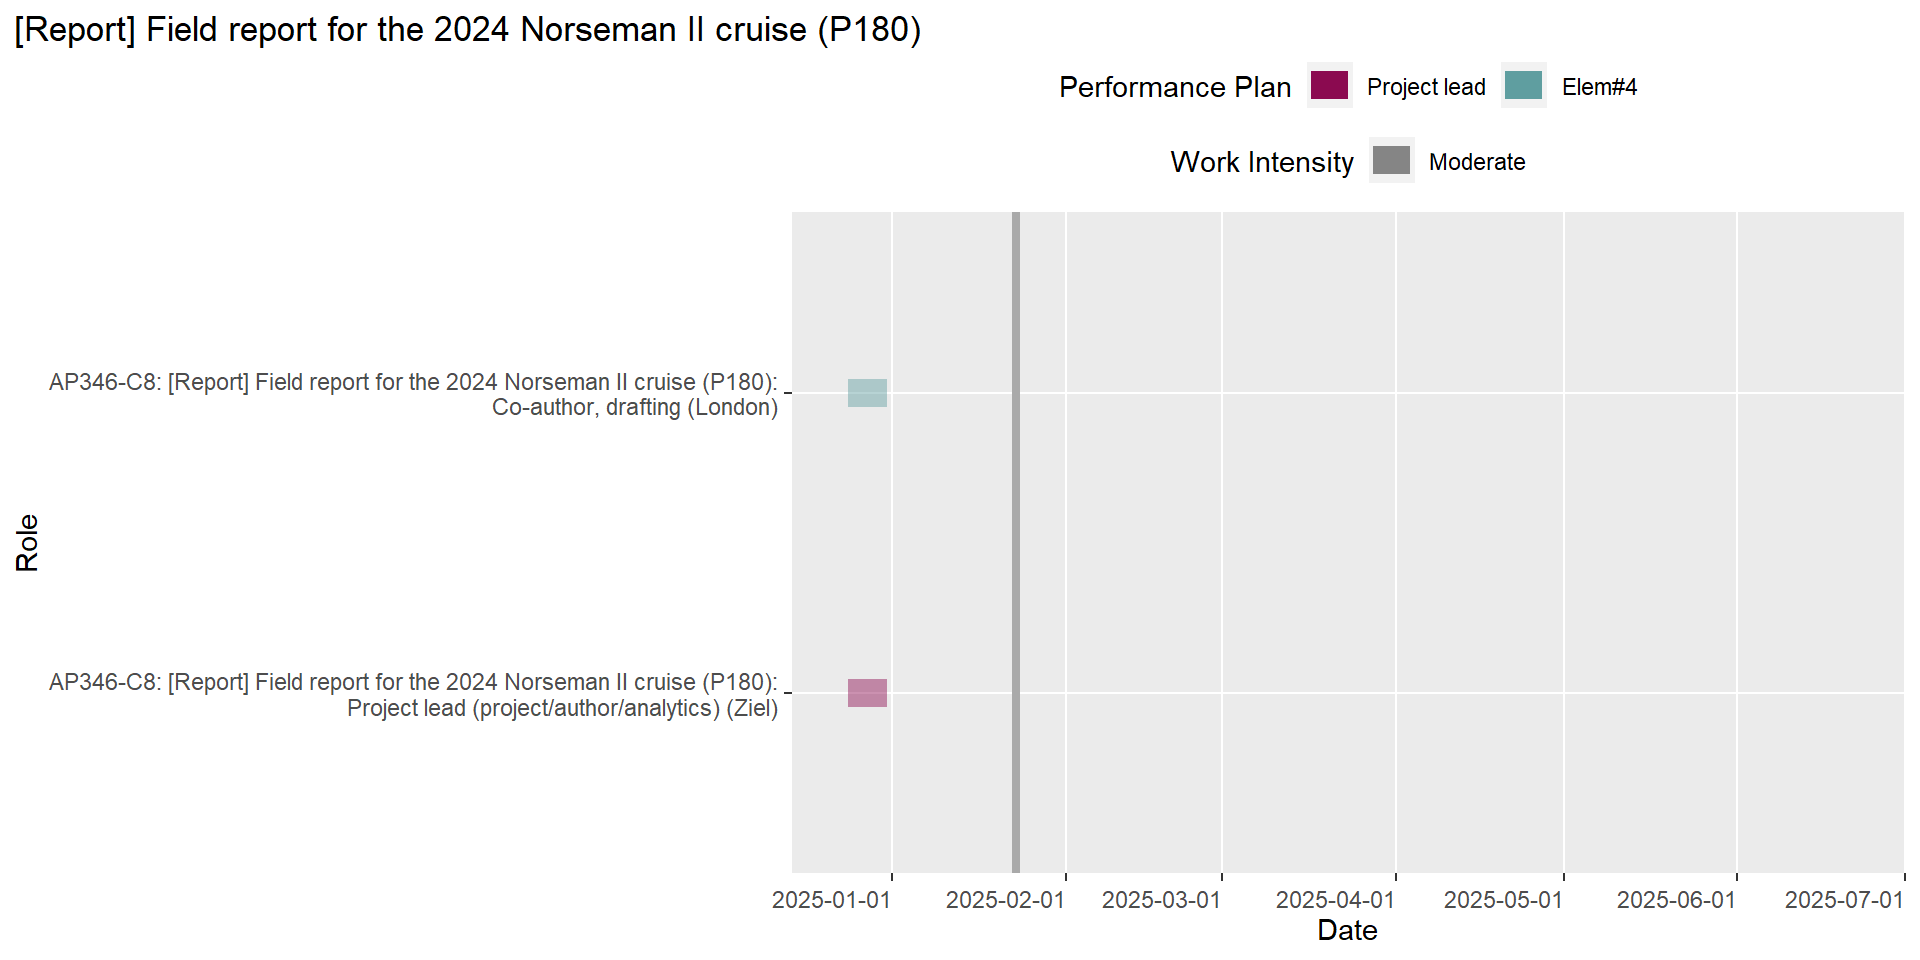 [Report] Field report for the 2024 Norseman II cruise (P180)
Performance Plan Project lead Elem#4
Work Intensity Moderate
AP346-C8: [Report] Field report for the 2024 Norseman II cruise (P180):
Co-author, drafting (London)
Role
AP346-C8: [Report] Field report for the 2024 Norseman II cruise (P180):
Project lead (project/author/analytics) (Ziel)
2025-01-01 2025-02-01 2025-03-01 2025-04-01 2025-05-01 2025-06-01 2025-07-01
Date